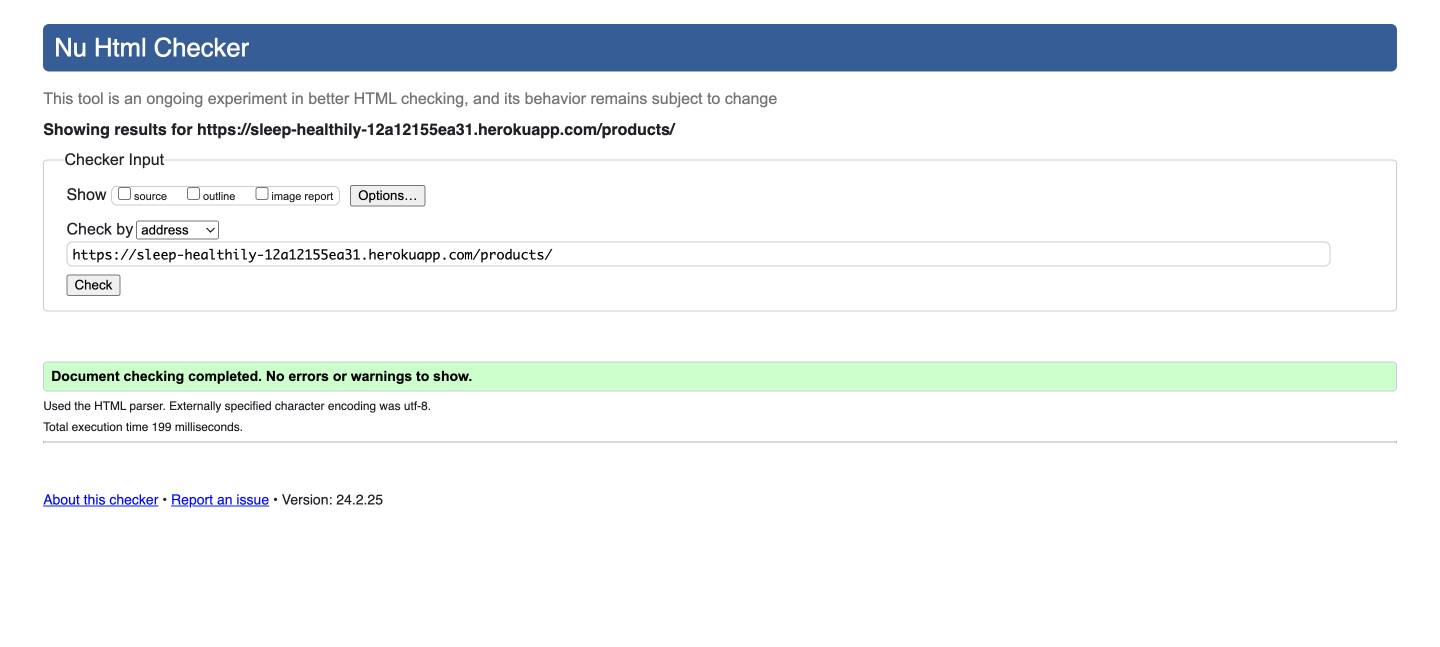 Nu Html Checker
This tool is an ongoing experiment in better HTML checking, and its behavior remains subject to change
Showing results for https://sleep-healthily-12a12155ea31.herokuapp.com/products/
Checker Input
Show source outline image report Options...
Check by address
https://sleep-healthily-12a12155ea31.herokuapp.com/products/
Check
Document checking completed. No errors or warnings to show.
Used the HTML parser. Externally specified character encoding was utf-8.
Total execution time 199 milliseconds.
About this checker • Report an issue • Version: 24.2.25